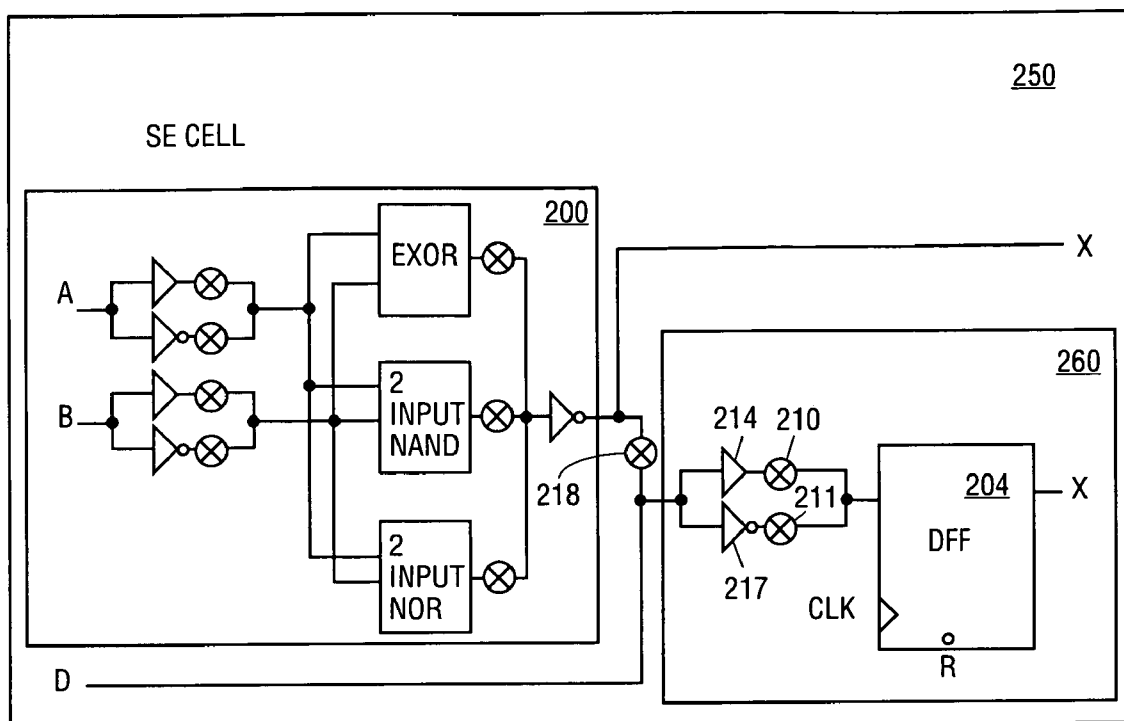 250
SE CELL
200
EXOR
X
A
260
2
INPUT
NAND
B
214
210
218
204
X
211
DFF
2
INPUT
NOR
217
CLK
R
D